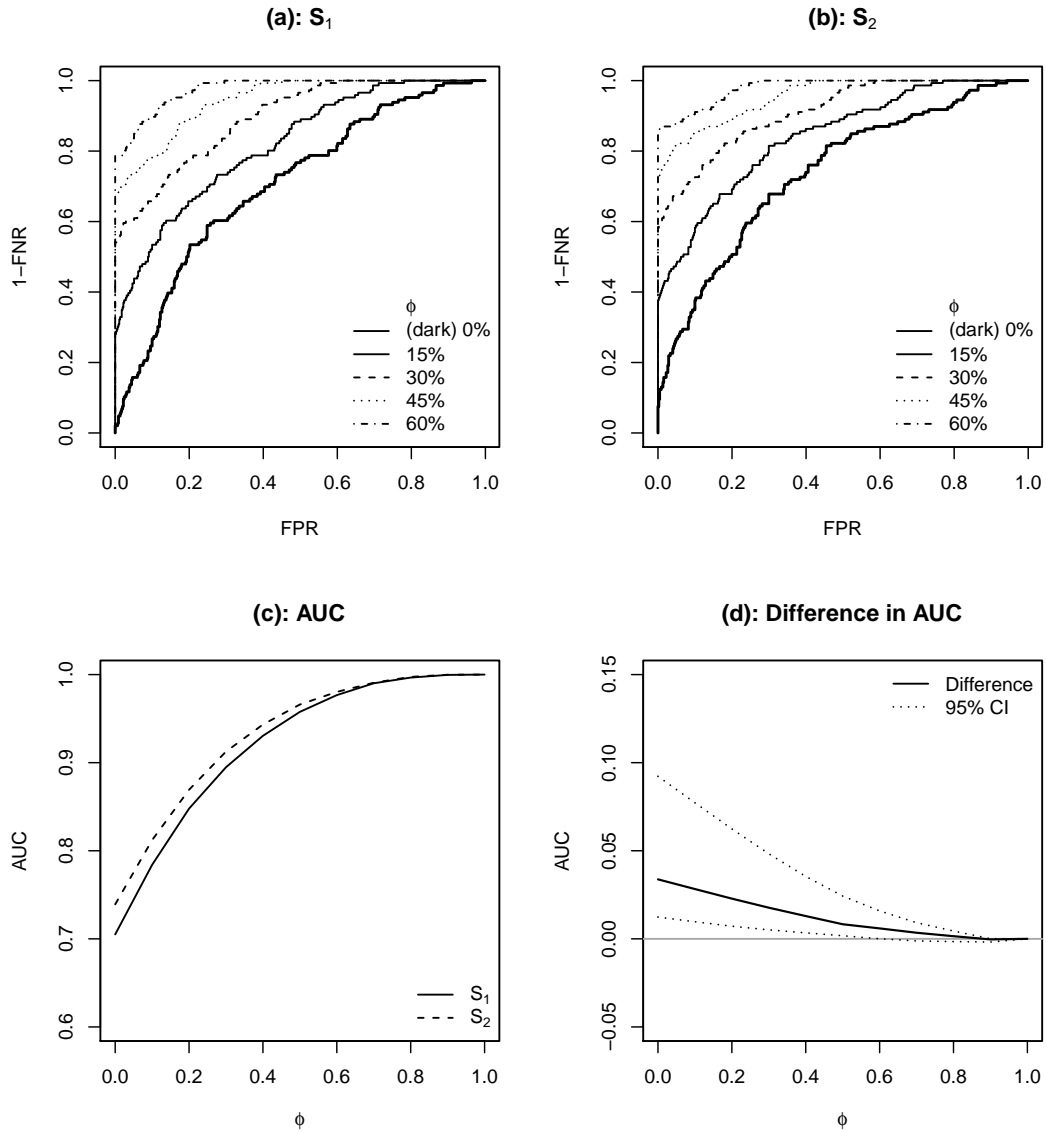 (a): S₁
1−FNR
1.0
0.8
0.6
0.4
0.2
0.0
ϕ
(dark) 0%
15%
30%
45%
60%
0.0 0.2 0.4 0.6 0.8 1.0
FPR
(b): S₂
1−FNR
1.0
0.8
0.6
0.4
0.2
0.0
ϕ
(dark) 0%
15%
30%
45%
60%
0.0 0.2 0.4 0.6 0.8 1.0
FPR
(c): AUC
AUC
1.0
0.9
0.8
0.7
0.6
S₁
S₂
0.0 0.2 0.4 0.6 0.8 1.0
ϕ
(d): Difference in AUC
AUC
0.15
0.10
0.05
0.00
−0.05
Difference
95% CI
0.0 0.2 0.4 0.6 0.8 1.0
ϕ